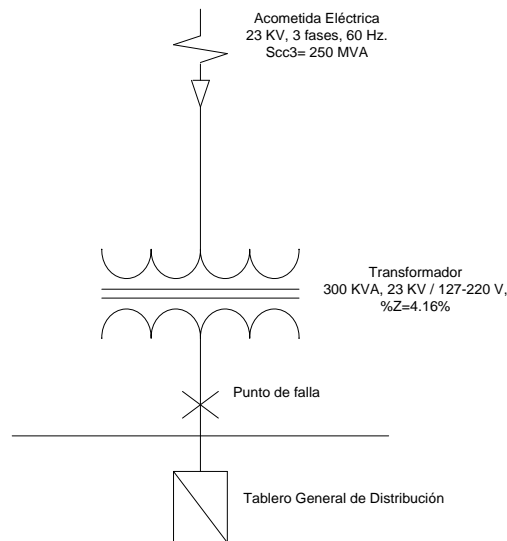 Acometida Eléctrica
23 KV, 3 fases, 60 Hz.
Scc3= 250 MVA
Transformador
300 KVA, 23 KV / 127-220 V,
%Z=4.16%
Punto de falla
Tablero General de Distribución